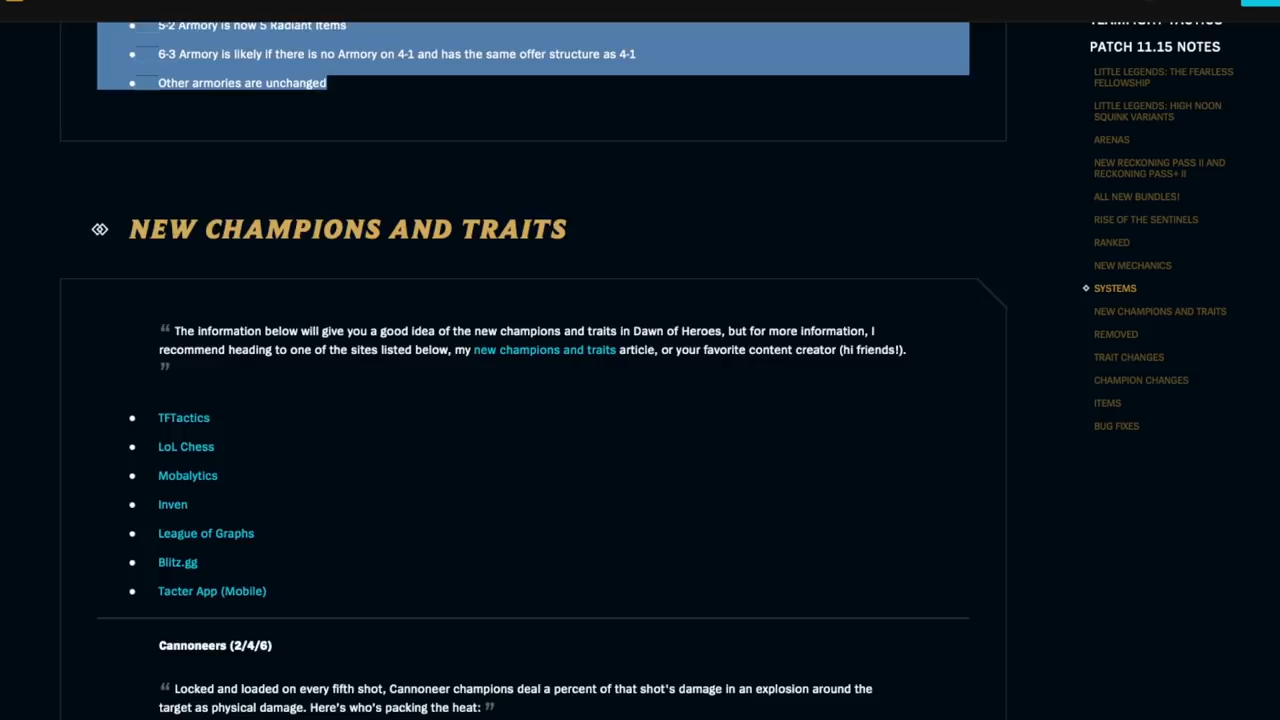 5-2 Armory is now 5 Radiant Items
6-3 Armory is likely if there is no Armory on 4-1 and has the same offer structure as 4-1
Other armories are unchanged
NEW CHAMPIONS AND TRAITS
“ The information below will give you a good idea of the new champions and traits in Dawn of Heroes, but for more information, I
recommend heading to one of the sites listed below, my new champions and traits article, or your favorite content creator (hi friends!).
”
TFTactics
LoL Chess
Mobalytics
Inven
League of Graphs
Blitz.gg
Tacter App (Mobile)
Cannoneers (2/4/6)
“ Locked and loaded on every fifth shot, Cannoneer champions deal a percent of that shot's damage in an explosion around the
target as physical damage. Here's who's packing the heat: ”
TEAMFIGHT TACTICS
PATCH 11.15 NOTES
LITTLE LEGENDS: THE FEARLESS
FELLOWSHIP
LITTLE LEGENDS: HIGH NOON
SQUINK VARIANTS
ARENAS
NEW RECKONING PASS II AND
RECKONING PASS+ II
ALL NEW BUNDLES!
RISE OF THE SENTINELS
RANKED
NEW MECHANICS
SYSTEMS
NEW CHAMPIONS AND TRAITS
REMOVED
TRAIT CHANGES
CHAMPION CHANGES
ITEMS
BUG FIXES